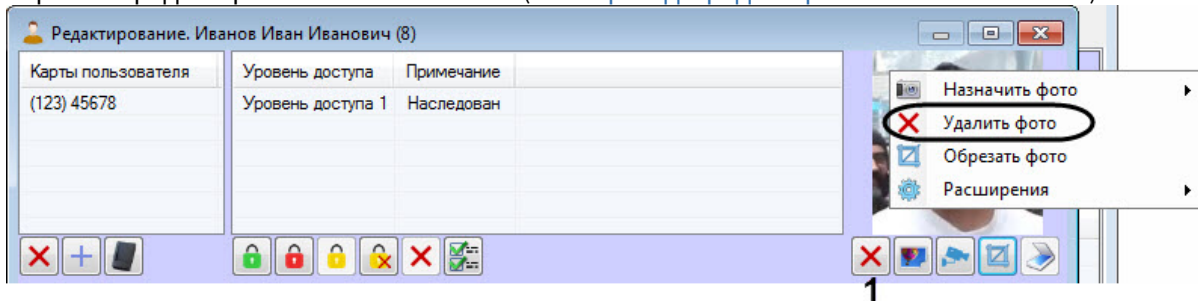 Редактирование. Иванов Иван Иванович (8)
Карты пользователя
Уровень доступа
Примечание
(123) 45678
Уровень доступа 1
Наследован
Назначить фото
Удалить фото
Обрезать фото
Расширения
1